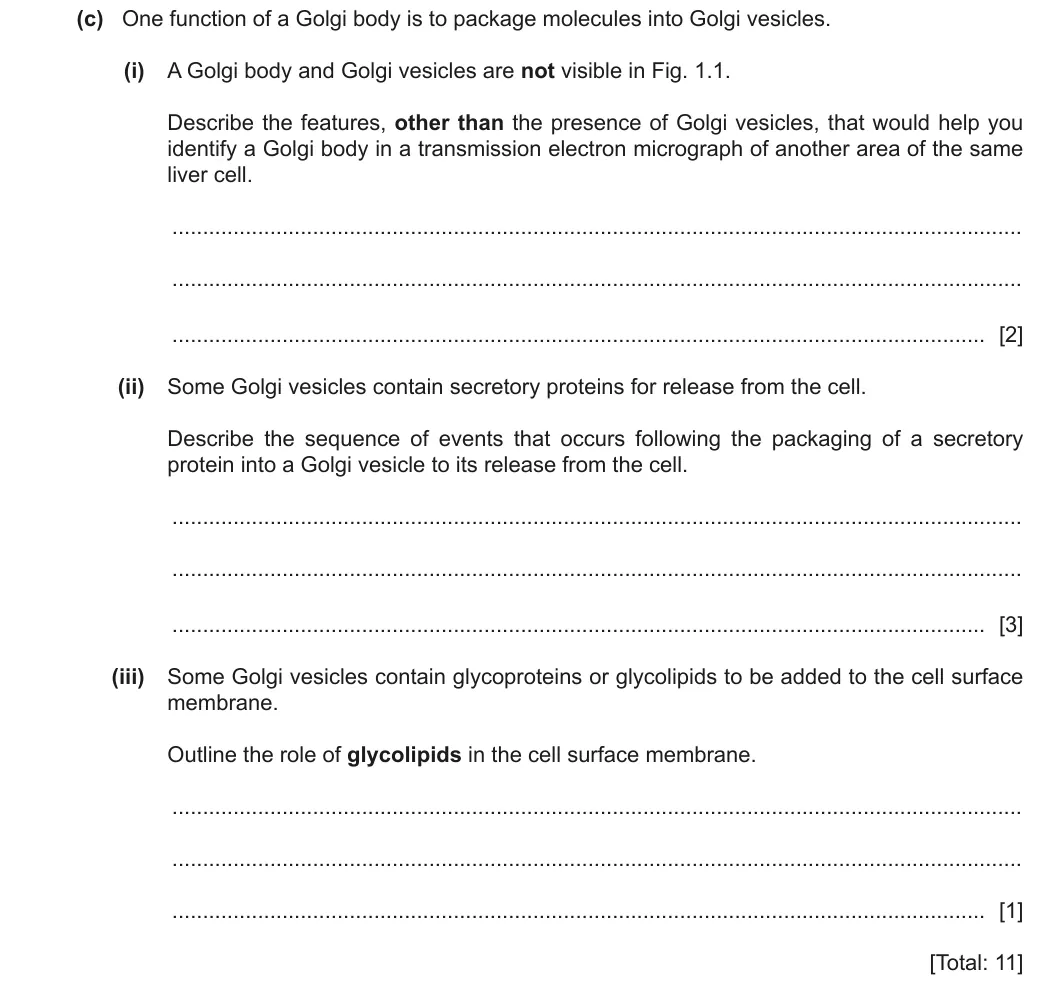 (c) One function of a Golgi body is to package molecules into Golgi vesicles.
(i) A Golgi body and Golgi vesicles are not visible in Fig. 1.1.
Describe the features, other than the presence of Golgi vesicles, that would help you
identify a Golgi body in a transmission electron micrograph of another area of the same
liver cell.
[2]
(ii) Some Golgi vesicles contain secretory proteins for release from the cell.
Describe the sequence of events that occurs following the packaging of a secretory
protein into a Golgi vesicle to its release from the cell.
[3]
(iii) Some Golgi vesicles contain glycoproteins or glycolipids to be added to the cell surface
membrane.
Outline the role of glycolipids in the cell surface membrane.
[1]
[Total: 11]